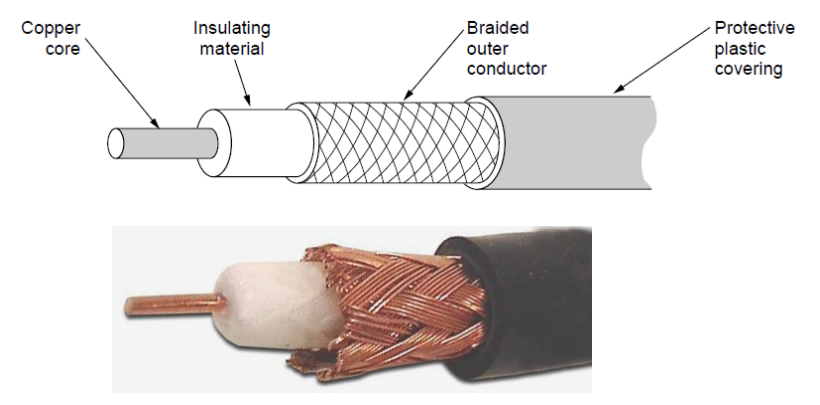 Copper
core
Insulating
material
Braided
outer
conductor
Protective
plastic
covering